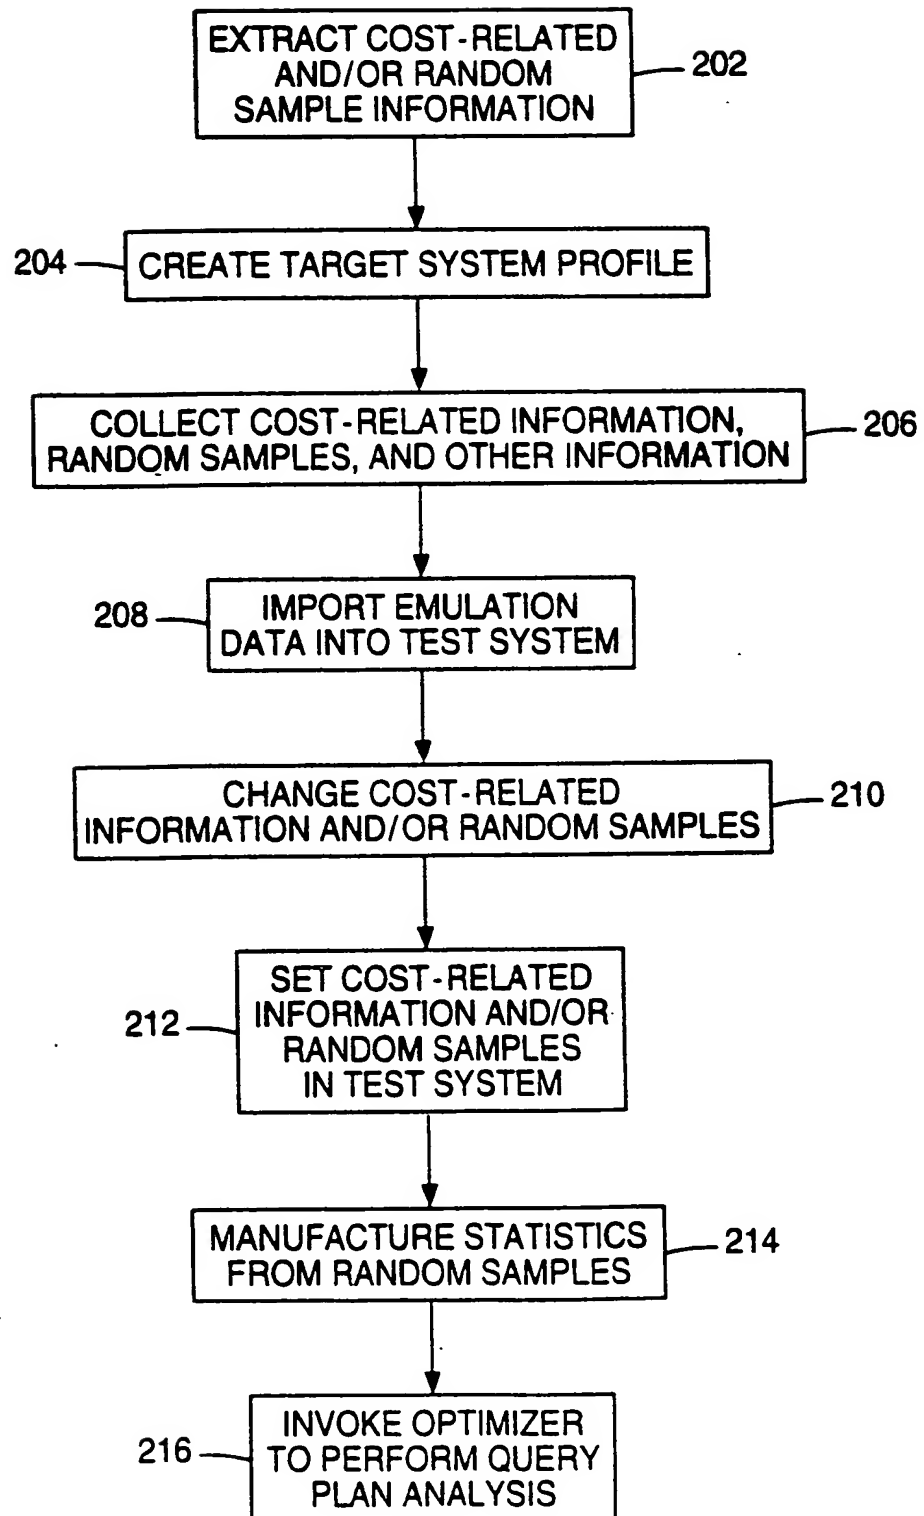 EXTRACT COST-RELATED
AND/OR RANDOM
SAMPLE INFORMATION
202
204
CREATE TARGET SYSTEM PROFILE
COLLECT COST-RELATED INFORMATION,
RANDOM SAMPLES, AND OTHER INFORMATION
206
208
IMPORT EMULATION
DATA INTO TEST SYSTEM
CHANGE COST-RELATED
INFORMATION AND/OR RANDOM SAMPLES
210
212
SET COST-RELATED
INFORMATION AND/OR
RANDOM SAMPLES
IN TEST SYSTEM
MANUFACTURE STATISTICS
FROM RANDOM SAMPLES
214
216
INVOKE OPTIMIZER
TO PERFORM QUERY
PLAN ANALYSIS